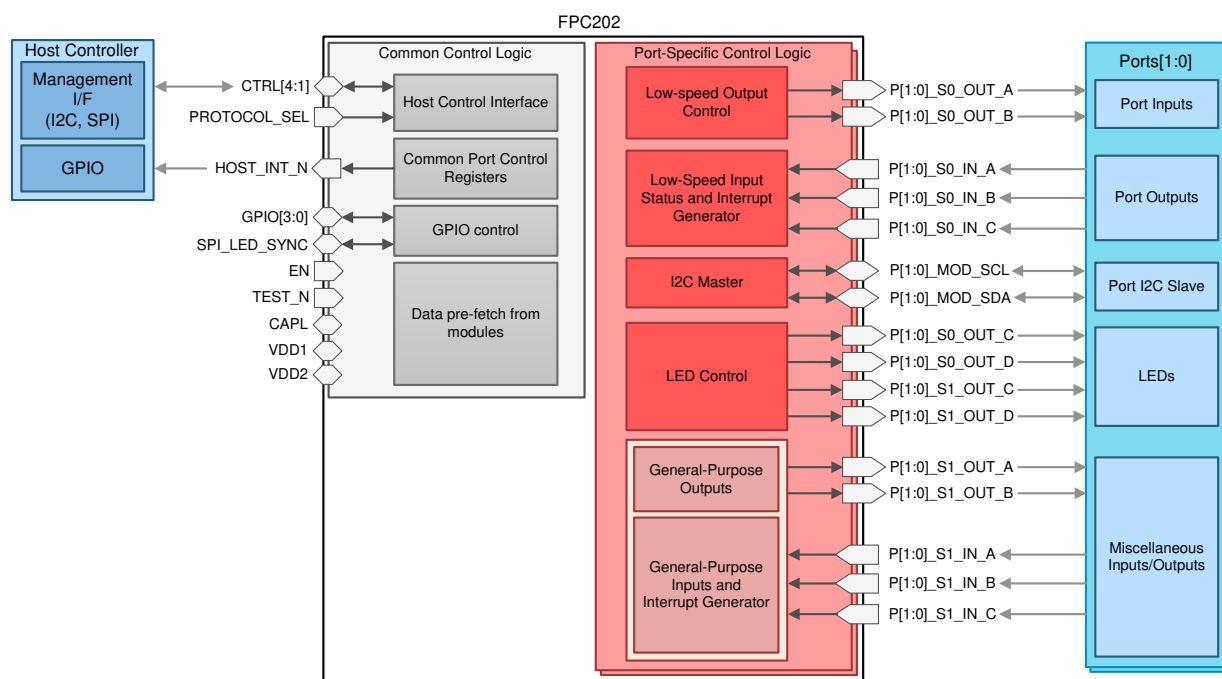 FPC202
Host Controller
Management
I/F
(I2C, SPI)
GPIO
CTRL[4:1]
PROTOCOL_SEL
HOST_INT_N
GPIO[3:0]
SPI_LED_SYNC
EN
TEST_N
CAPL
VDD1
VDD2
Common Control Logic
Host Control Interface
Common Port Control
Registers
GPIO control
Data pre-fetch from
modules
Port-Specific Control Logic
Low-speed Output
Control
Low-Speed Input
Status and Interrupt
Generator
I2C Master
LED Control
General-Purpose
Outputs
General-Purpose
Inputs and
Interrupt Generator
P[1:0]_S0_OUT_A
P[1:0]_S0_OUT_B
P[1:0]_S0_IN_A
P[1:0]_S0_IN_B
P[1:0]_S0_IN_C
P[1:0]_MOD_SCL
P[1:0]_MOD_SDA
P[1:0]_S0_OUT_C
P[1:0]_S0_OUT_D
P[1:0]_S1_OUT_C
P[1:0]_S1_OUT_D
P[1:0]_S1_OUT_A
P[1:0]_S1_OUT_B
P[1:0]_S1_IN_A
P[1:0]_S1_IN_B
P[1:0]_S1_IN_C
Ports[1:0]
Port Inputs
Port Outputs
Port I2C Slave
LEDs
Miscellaneous
Inputs/Outputs